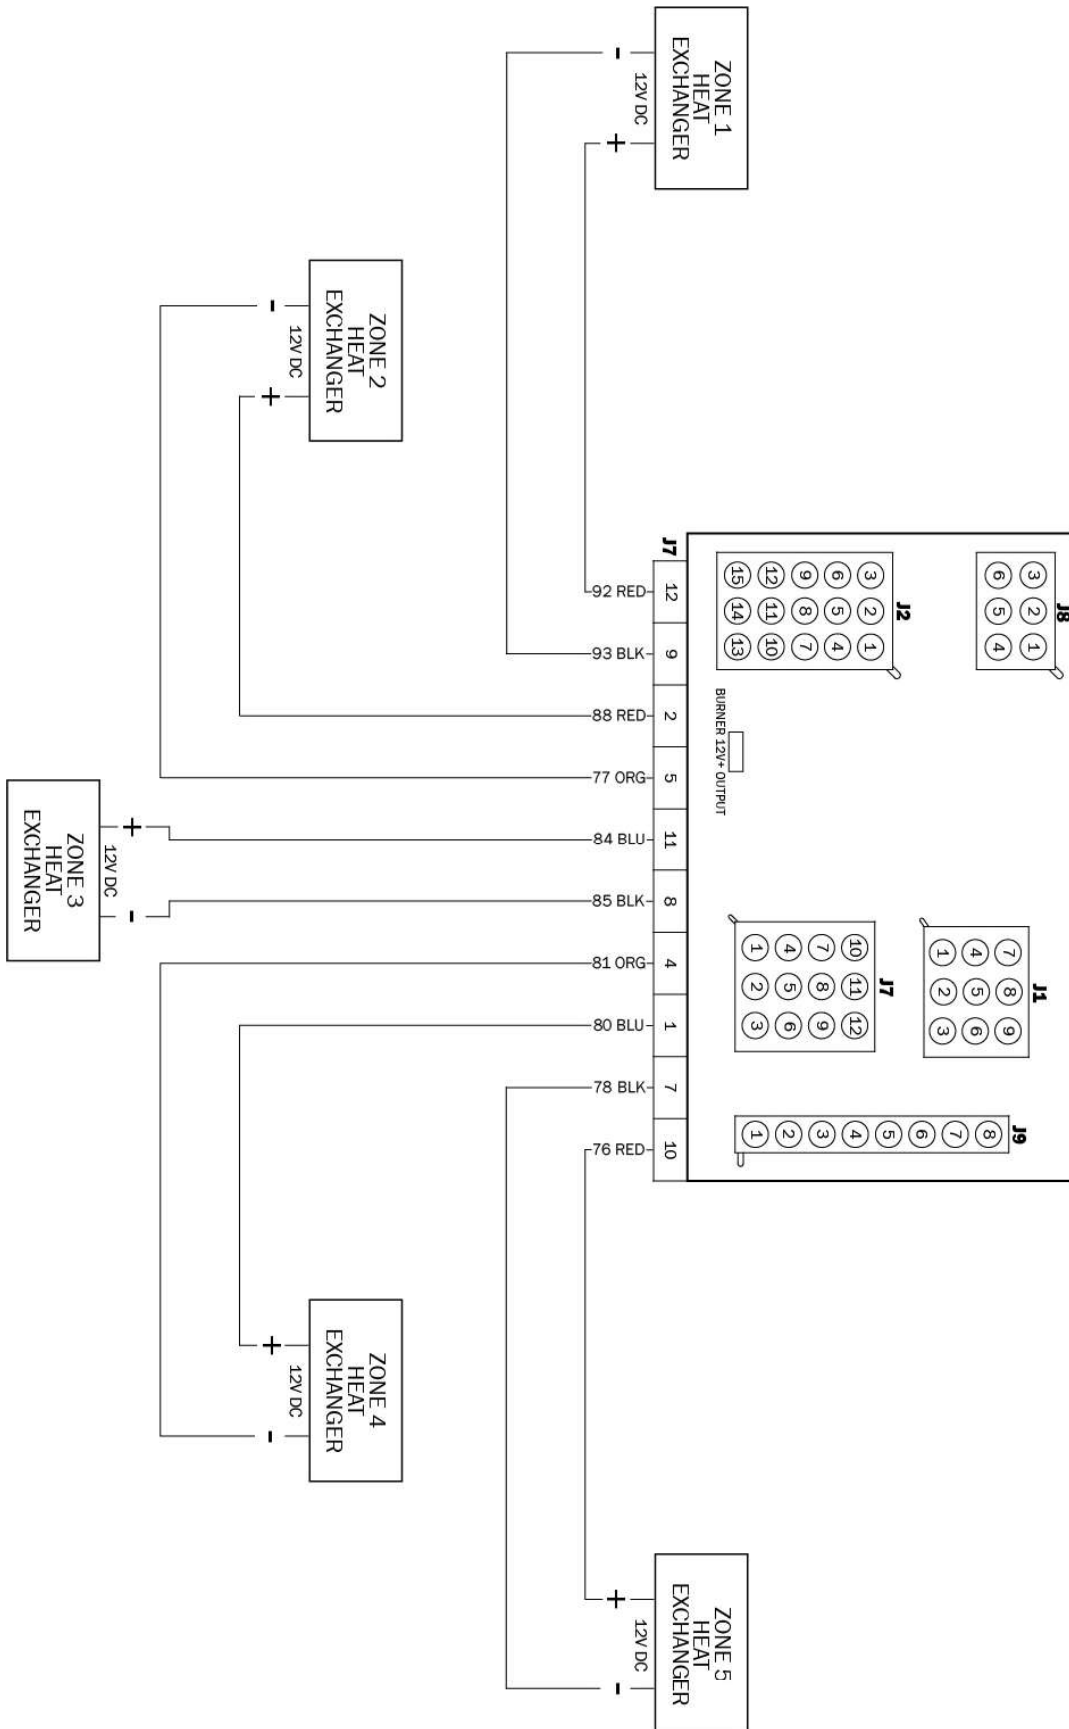 ZONE 1
HEAT
EXCHANGER
-
12V DC
+
ZONE 2
HEAT
EXCHANGER
-
12V DC
+
ZONE 3
HEAT
EXCHANGER
+
12V DC
-
ZONE 4
HEAT
EXCHANGER
+
12V DC
-
ZONE 5
HEAT
EXCHANGER
+
12V DC
-
J7
92 RED 12
93 BLK 9
88 RED 2
77 ORG 5
84 BLU 11
85 BLK 8
81 ORG 4
80 BLU 1
78 BLK 7
76 RED 10
J8
3 2 1
6 5 4
J2
3 2 1
6 5 4
9 8 7
12 11 10
15 14 13
BURNER 12V+ OUTPUT
J1
7 8 9
4 5 6
1 2 3
J7
10 11 12
7 8 9
4 5 6
1 2 3
J9
8
7
6
5
4
3
2
1